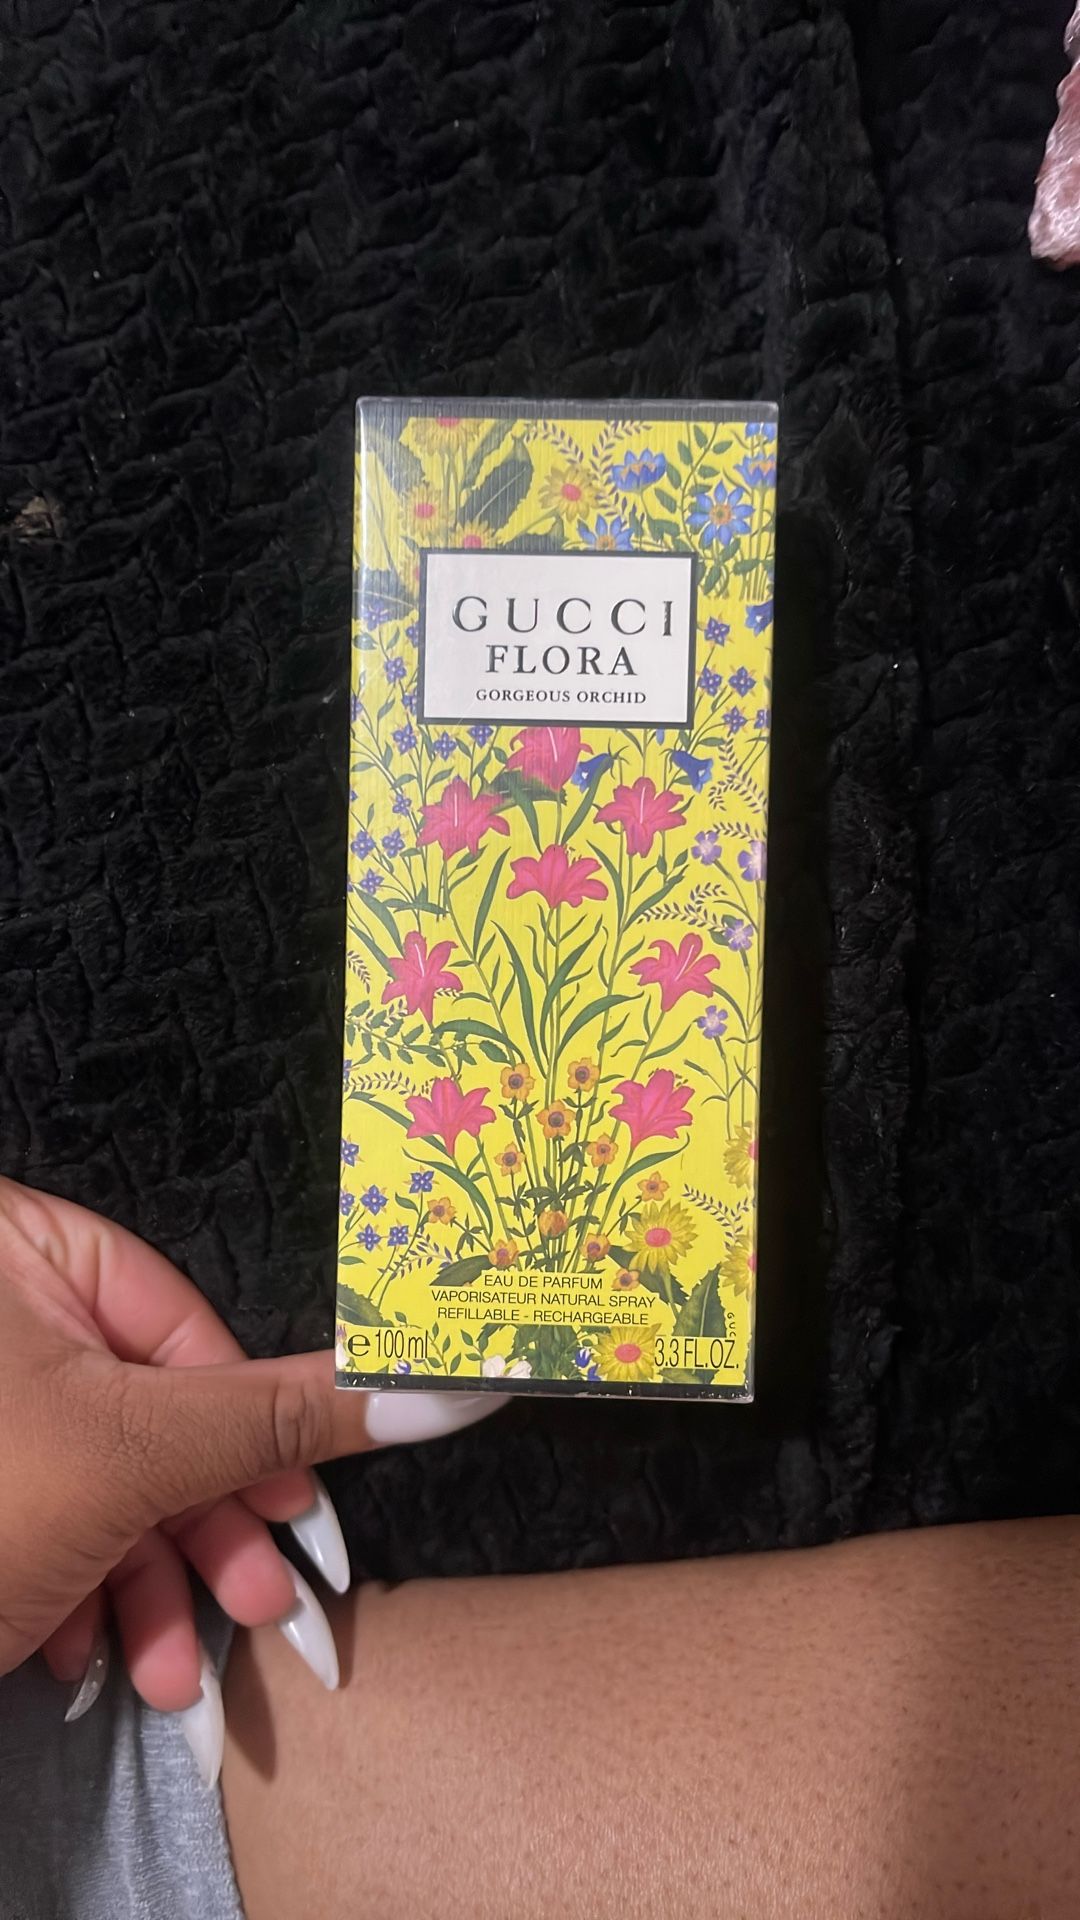 GUCCI
FLORA
GORGEOUS ORCHID
EAU DE PARFUM
VAPORISATEUR NATURAL SPRAY
REFILLABLE - RECHARGEABLE
e 100 ml
3.3 FL.OZ.